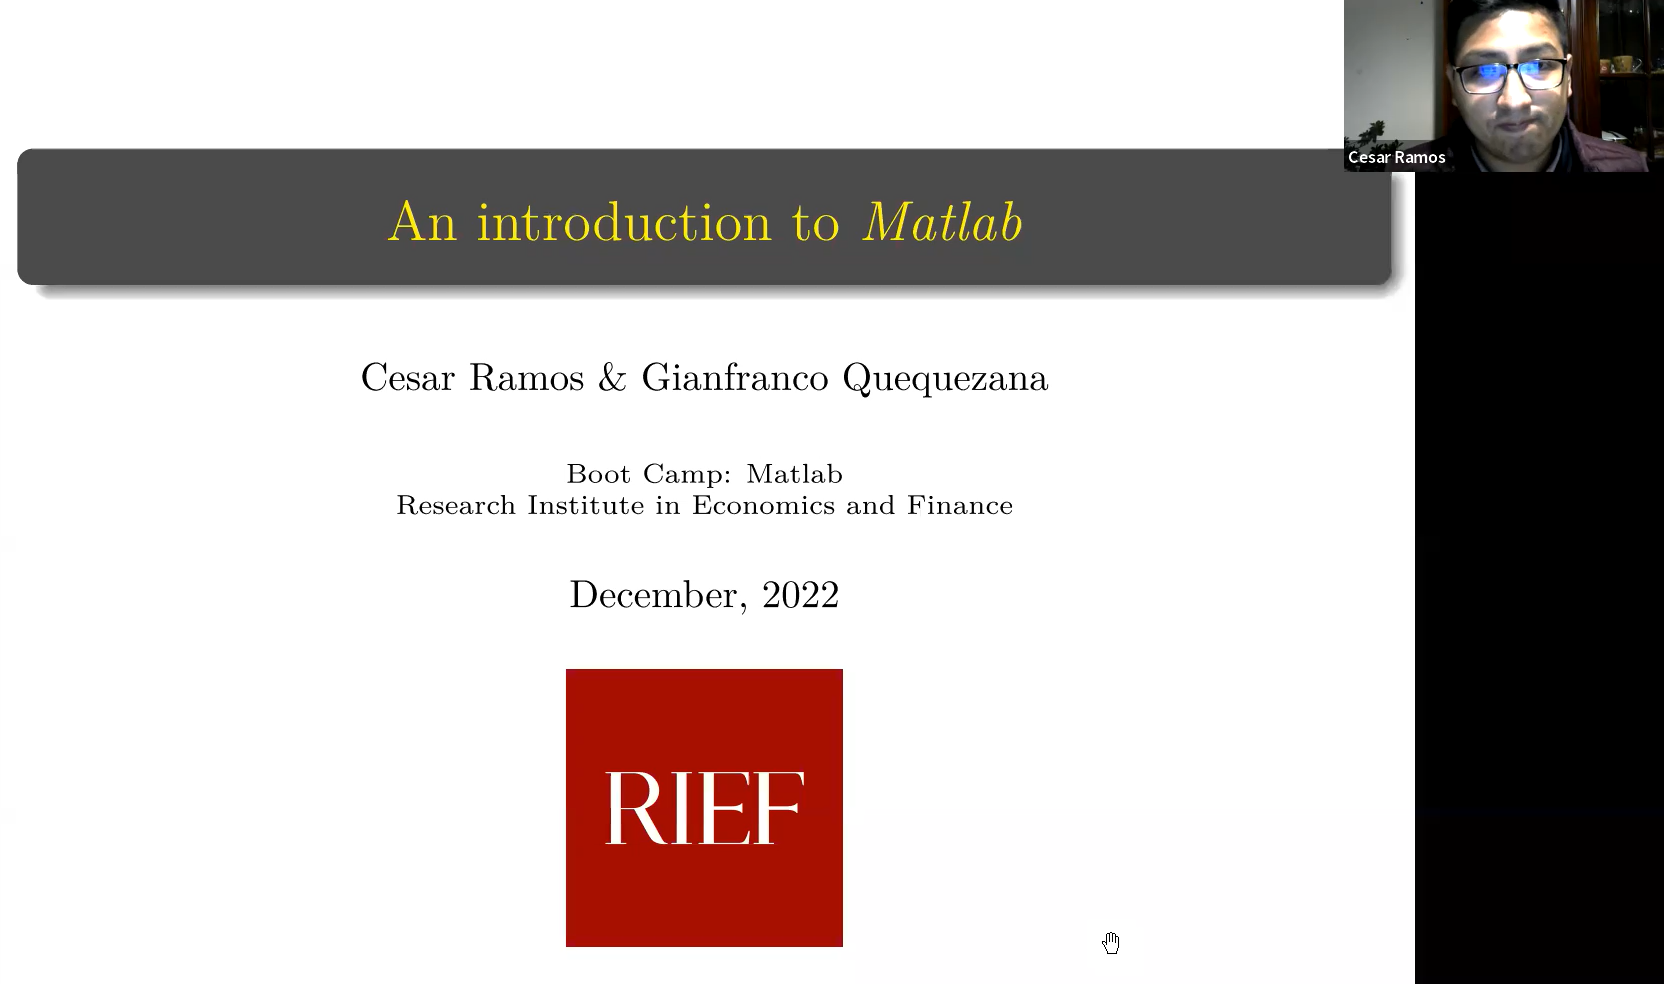 Cesar Ramos
An introduction to Matlab
Cesar Ramos & Gianfranco Quequezana
Boot Camp: Matlab
Research Institute in Economics and Finance
December, 2022
RIEF